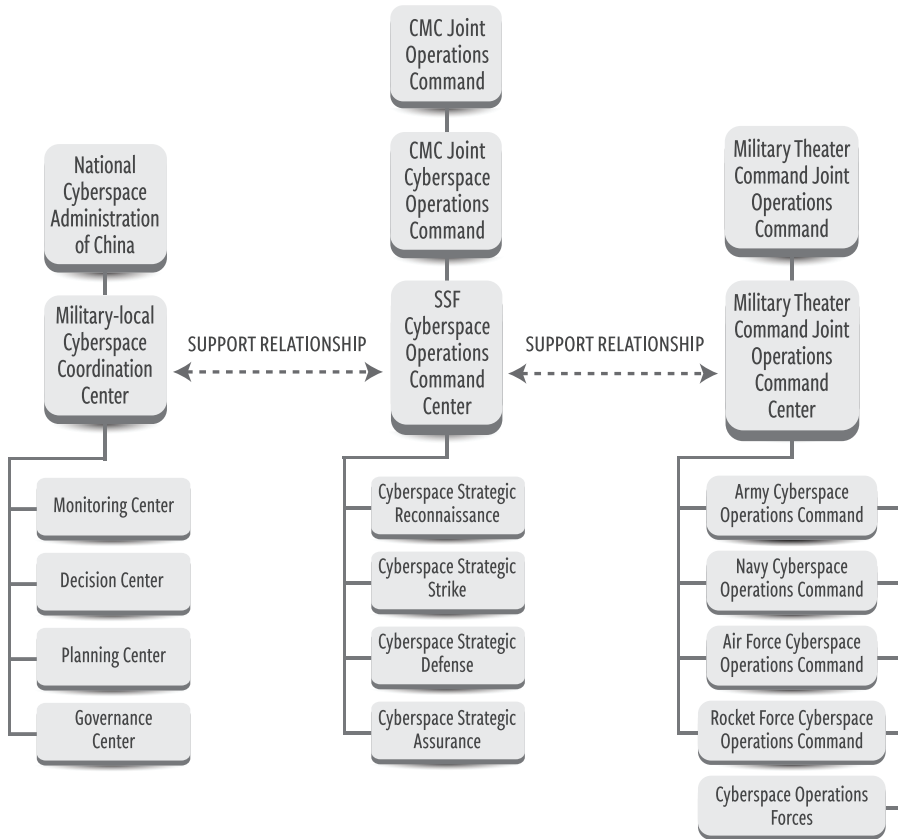 CMC Joint
Operations
Command
CMC Joint
Cyberspace
Operations
Command
National
Cyberspace
Administration
of China
Military Theater
Command Joint
Operations
Command
Military-local
Cyberspace
Coordination
Center
SUPPORT RELATIONSHIP
SSF
Cyberspace
Operations
Command
Center
SUPPORT RELATIONSHIP
Military Theater
Command Joint
Operations
Command
Center
Monitoring Center
Decision Center
Planning Center
Governance
Center
Cyberspace Strategic
Reconnaissance
Cyberspace Strategic
Strike
Cyberspace Strategic
Defense
Cyberspace Strategic
Assurance
Army Cyberspace
Operations Command
Navy Cyberspace
Operations Command
Air Force Cyberspace
Operations Command
Rocket Force Cyberspace
Operations Command
Cyberspace Operations
Forces